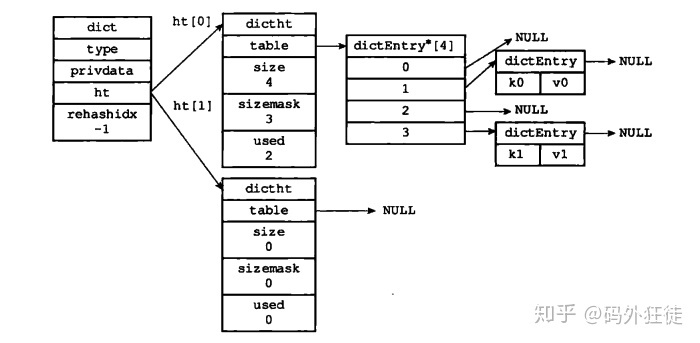 dict
type
privdata
ht
rehashidx
-1
ht[0]
ht[1]
dictht
table
size
4
sizemask
3
used
2
dictEntry*[4]
0
1
2
3
NULL
dictEntry
k0 v0
NULL
NULL
dictEntry
k1 v1
NULL
dictht
table
NULL
size
0
sizemask
0
used
0
知乎 @码外狂徒